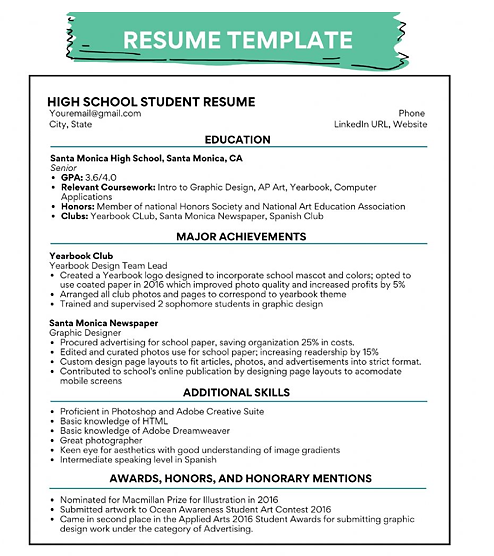 RESUME TEMPLATE
HIGH SCHOOL STUDENT RESUME
Youremail@gmail.com Phone
City, State LinkedIn URL, Website
EDUCATION
Santa Monica High School, Santa Monica, CA
Senior
• GPA: 3.6/4.0
• Relevant Coursework: Intro to Graphic Design, AP Art, Yearbook, Computer
Applications
• Honors: Member of national Honors Society and National Art Education Association
• Clubs: Yearbook CLub, Santa Monica Newspaper, Spanish Club
MAJOR ACHIEVEMENTS
Yearbook Club
Yearbook Design Team Lead
• Created a Yearbook logo designed to incorporate school mascot and colors; opted to
use coated paper in 2016 which improved photo quality and increased profits by 5%
• Arranged all club photos and pages to correspond to yearbook theme
• Trained and supervised 2 sophomore students in graphic design
Santa Monica Newspaper
Graphic Designer
• Procured advertising for school paper, saving organization 25% in costs.
• Edited and curated photos use for school paper; increasing readership by 15%
• Custom design page layouts to fit articles, photos, and advertisements into strict format.
• Contributed to school's online publication by designing page layouts to acomodate
mobile screens
ADDITIONAL SKILLS
• Proficient in Photoshop and Adobe Creative Suite
• Basic knowledge of HTML
• Basic knowledge of Adobe Dreamweaver
• Great photographer
• Keen eye for aesthetics with good understanding of image gradients
• Intermediate speaking level in Spanish
AWARDS, HONORS, AND HONORARY MENTIONS
• Nominated for Macmillan Prize for Illustration in 2016
• Submitted artwork to Ocean Awareness Student Art Contest 2016
• Came in second place in the Applied Arts 2016 Student Awards for submitting graphic
design work under the category of Advertising.